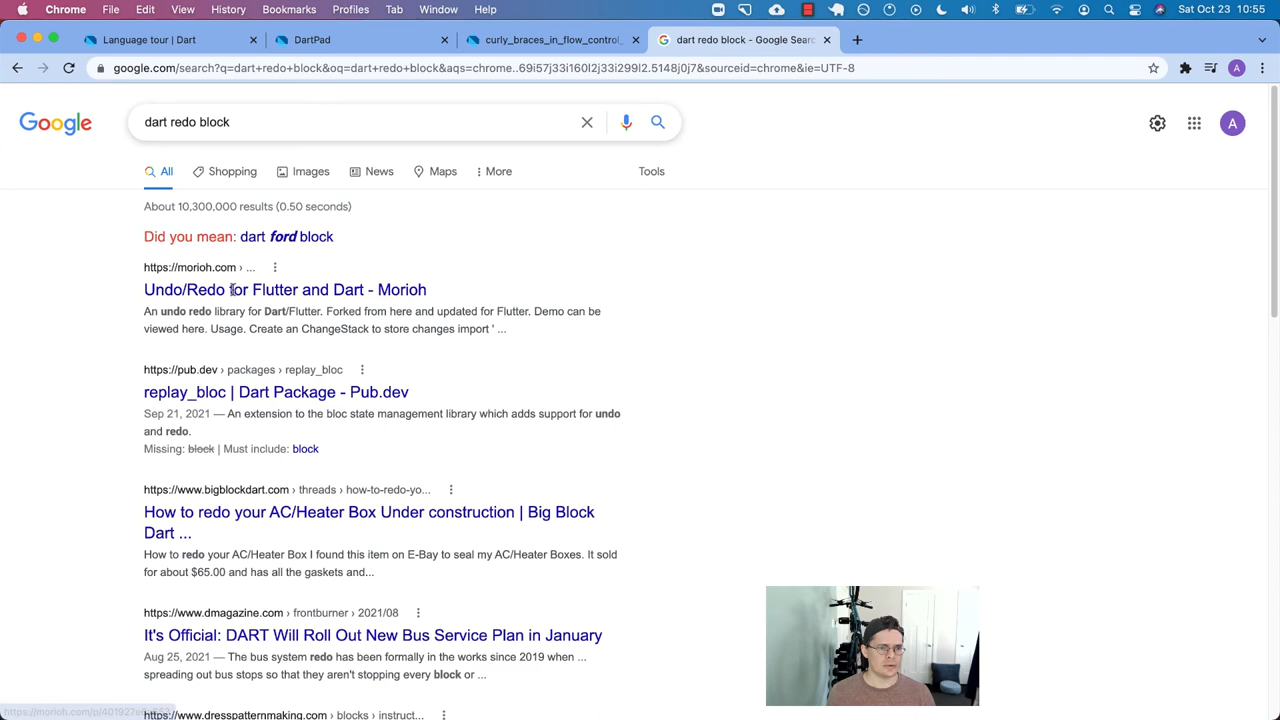 Chrome File Edit View History Bookmarks Profiles Tab Window Help Sat Oct 23 10:55
Language tour | Dart DartPad curly_braces_in_flow_control_ dart redo block - Google Searc
google.com/search?q=dart+redo+block&oq=dart+redo+block&aqs=chrome..69i57j33i160l2j33i299l2.5148j0j7&sourceid=chrome&ie=UTF-8
Google
dart redo block
A
All Shopping Images News Maps More Tools
About 10,300,000 results (0.50 seconds)
Did you mean: dart ford block
https://morioh.com › ...
Undo/Redo for Flutter and Dart - Morioh
An undo redo library for Dart/Flutter. Forked from here and updated for Flutter. Demo can be
viewed here. Usage. Create an ChangeStack to store changes import ' ...
https://pub.dev › packages › replay_bloc
replay_bloc | Dart Package - Pub.dev
Sep 21, 2021 — An extension to the bloc state management library which adds support for undo
and redo.
Missing: block | Must include: block
https://www.bigblockdart.com › threads › how-to-redo-yo...
How to redo your AC/Heater Box Under construction | Big Block
Dart ...
How to redo your AC/Heater Box I found this item on E-Bay to seal my AC/Heater Boxes. It sold
for about $65.00 and has all the gaskets and...
https://www.dmagazine.com › frontburner › 2021/08
It's Official: DART Will Roll Out New Bus Service Plan in January
Aug 25, 2021 — The bus system redo has been formally in the works since 2019 when ...
spreading out bus stops so that they aren't stopping every block or ...
https://www.dresspatternmaking.com › blocks › instruct...